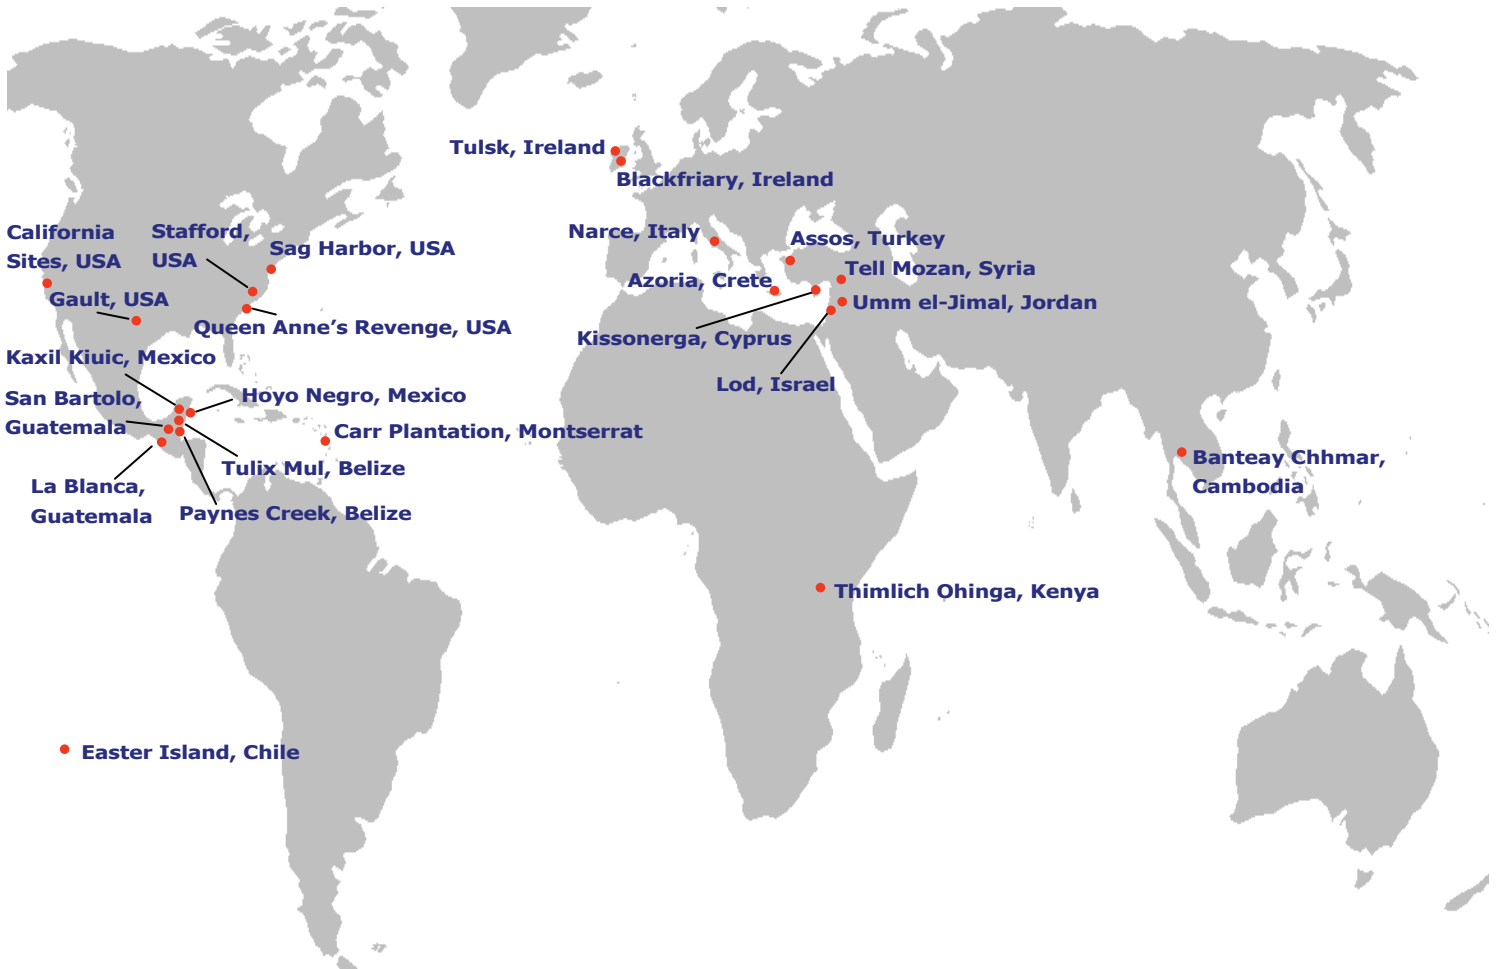 Tulsk, Ireland
Blackfriary, Ireland
California
Sites, USA
Stafford,
USA
Sag Harbor, USA
Narce, Italy
Assos, Turkey
Tell Mozan, Syria
Azoria, Crete
Gault, USA
Umm el-Jimal, Jordan
Queen Anne’s Revenge, USA
Kissonerga, Cyprus
Kaxil Kiuic, Mexico
Lod, Israel
San Bartolo,
Guatemala
Hoyo Negro, Mexico
Carr Plantation, Montserrat
Tulix Mul, Belize
Banteay Chhmar,
Cambodia
La Blanca,
Guatemala
Paynes Creek, Belize
Thimlich Ohinga, Kenya
Easter Island, Chile